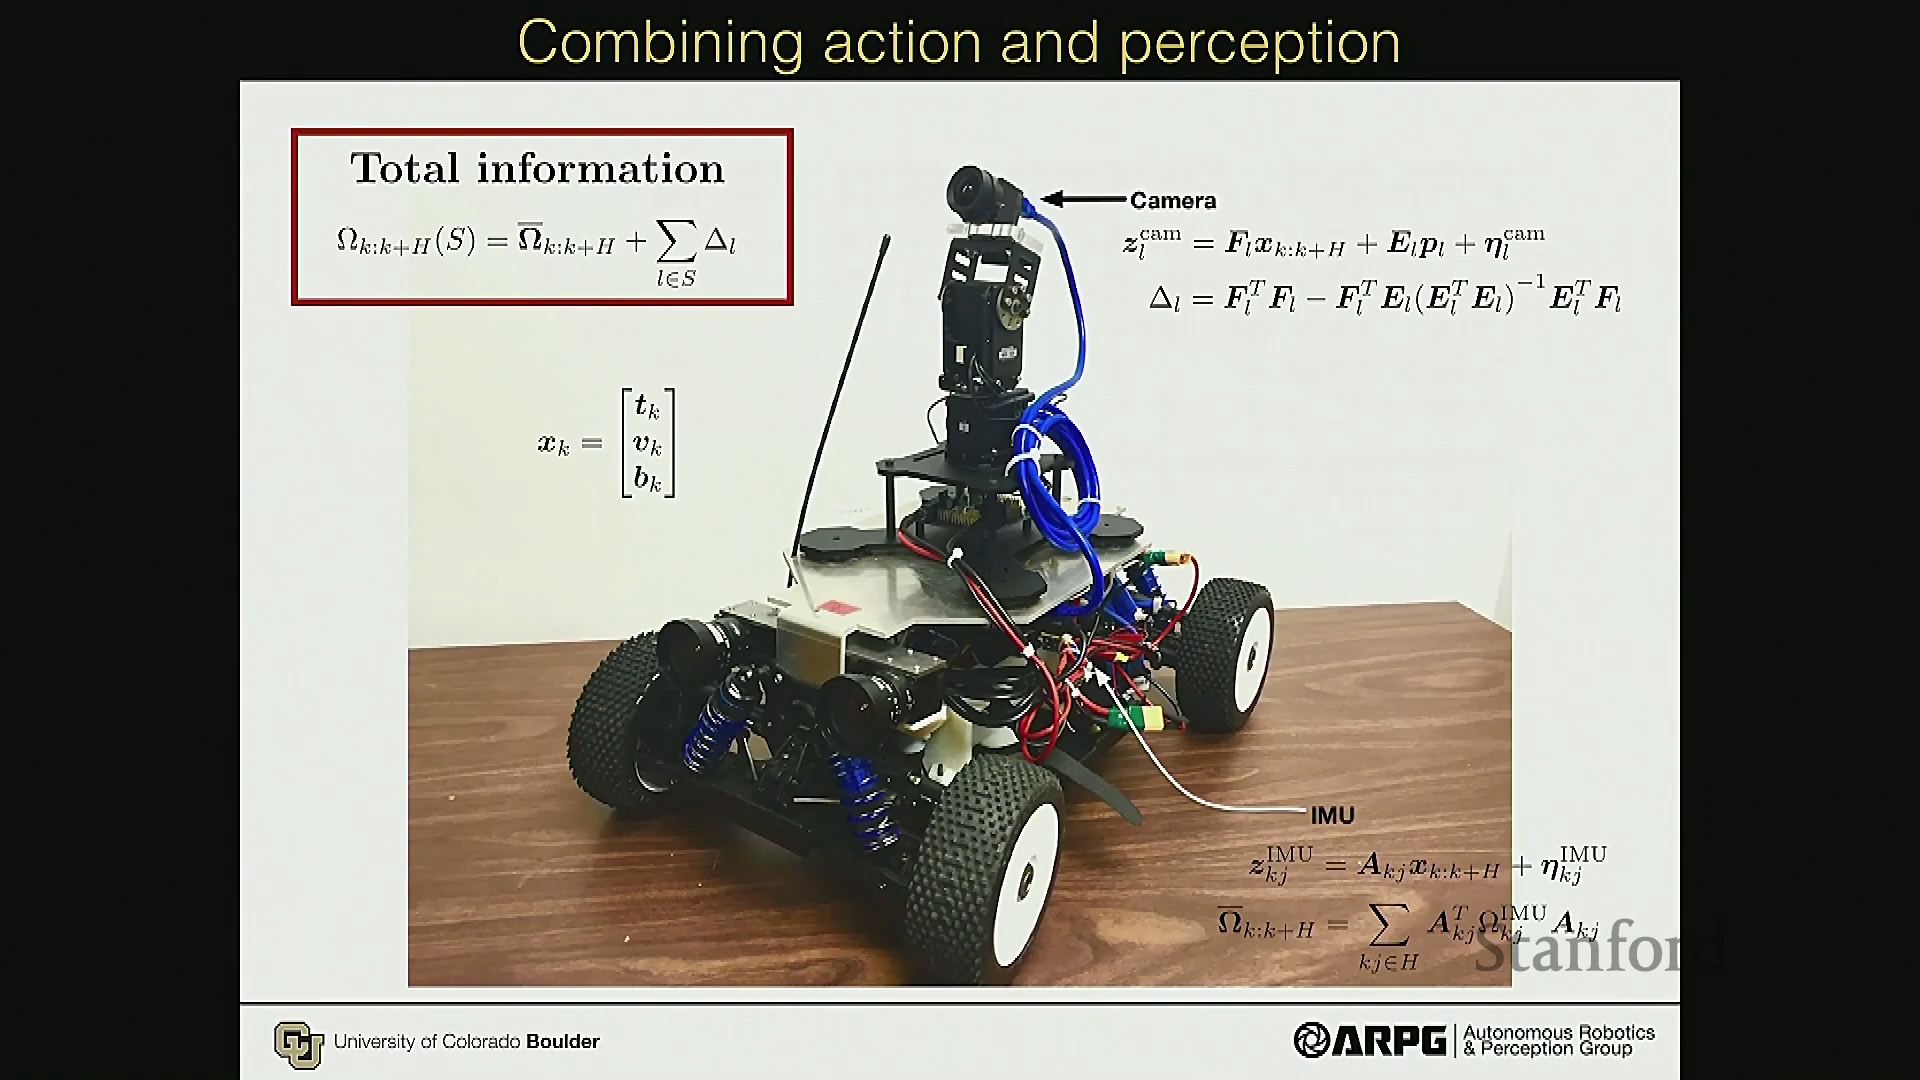 Combining action and perception
Total information
Ω_{k:k+H}(S) = \overline{Ω}_{k:k+H} + ∑_{l∈S} Δ_l
Camera
z_l^{cam} = F_l x_{k:k+H} + E_l p_l + η_l^{cam}
Δ_l = F_l^T F_l − F_l^T E_l (E_l^T E_l)^{−1} E_l^T F_l
x_k = [t_k
v_k
b_k]
IMU
z_{kj}^{IMU} = A_{kj} x_{k:k+H} + η_{kj}^{IMU}
\overline{Ω}_{k:k+H} = ∑_{kj∈H} A_{kj}^T Ω_{kj}^{IMU} A_{kj}
Stanford
CU University of Colorado Boulder
ARPG Autonomous Robotics
& Perception Group